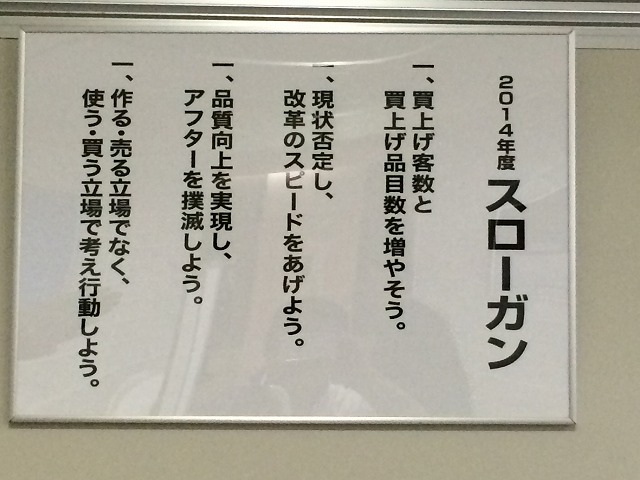 2014年度 スローガン
一、買上げ客数と
買上げ品目数を増やそう。
一、現状否定し、
改革のスピードをあげよう。
一、品質向上を実現し、
アフターを撲滅しよう。
一、作る・売る立場でなく、
使う・買う立場で考え行動しよう。